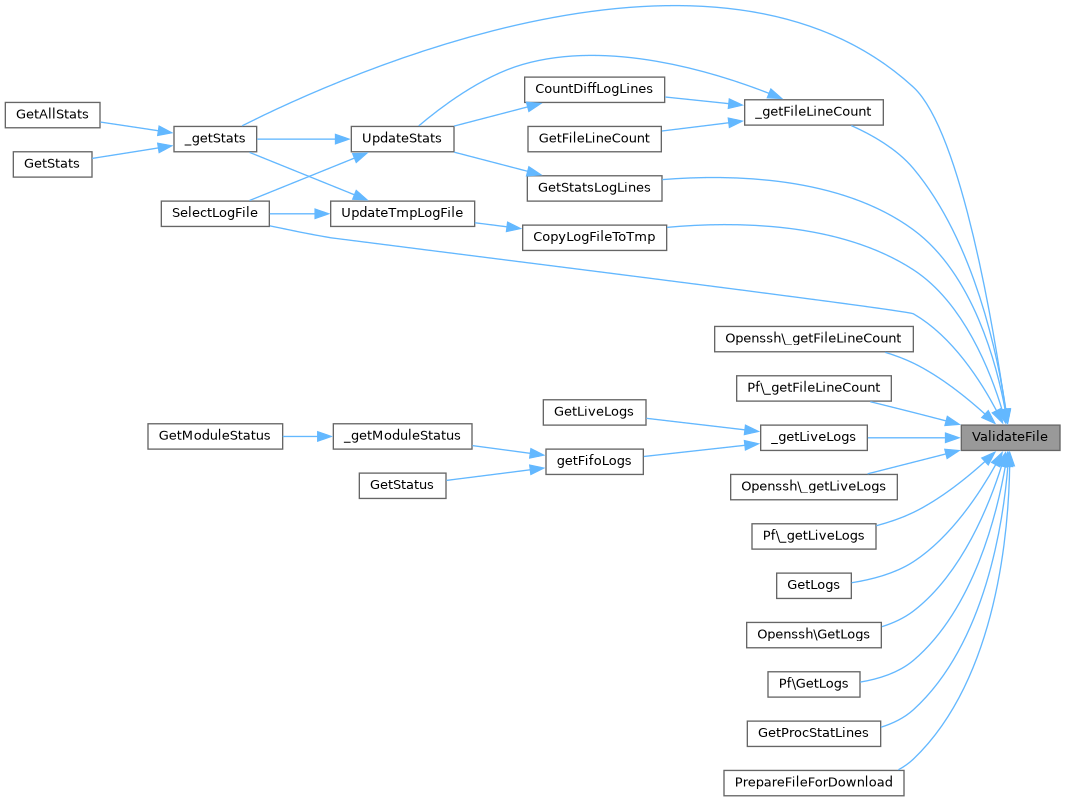 GetAllStats
GetStats
_getStats
SelectLogFile
UpdateStats
UpdateTmpLogFile
CountDiffLogLines
GetFileLineCount
GetStatsLogLines
CopyLogFileToTmp
_getFileLineCount
Openssh\_getFileLineCount
Pf\_getFileLineCount
GetModuleStatus
_getModuleStatus
GetStatus
GetLiveLogs
getFifoLogs
_getLiveLogs
Openssh\_getLiveLogs
Pf\_getLiveLogs
GetLogs
Openssh\GetLogs
Pf\GetLogs
GetProcStatLines
PrepareFileForDownload
ValidateFile